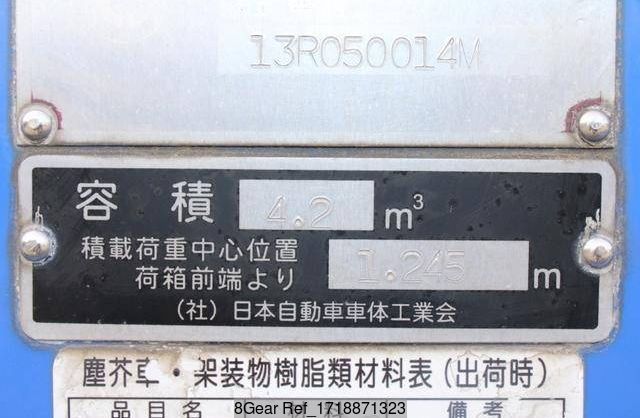 13R050014M
容積 4.2 m³
積載荷重中心位置
荷箱前端より 1.245 m
(社)日本自動車車体工業会
塵芥車・架装物樹脂類材料表(出荷時)
品目名 備考
8Gear Ref_1718871323